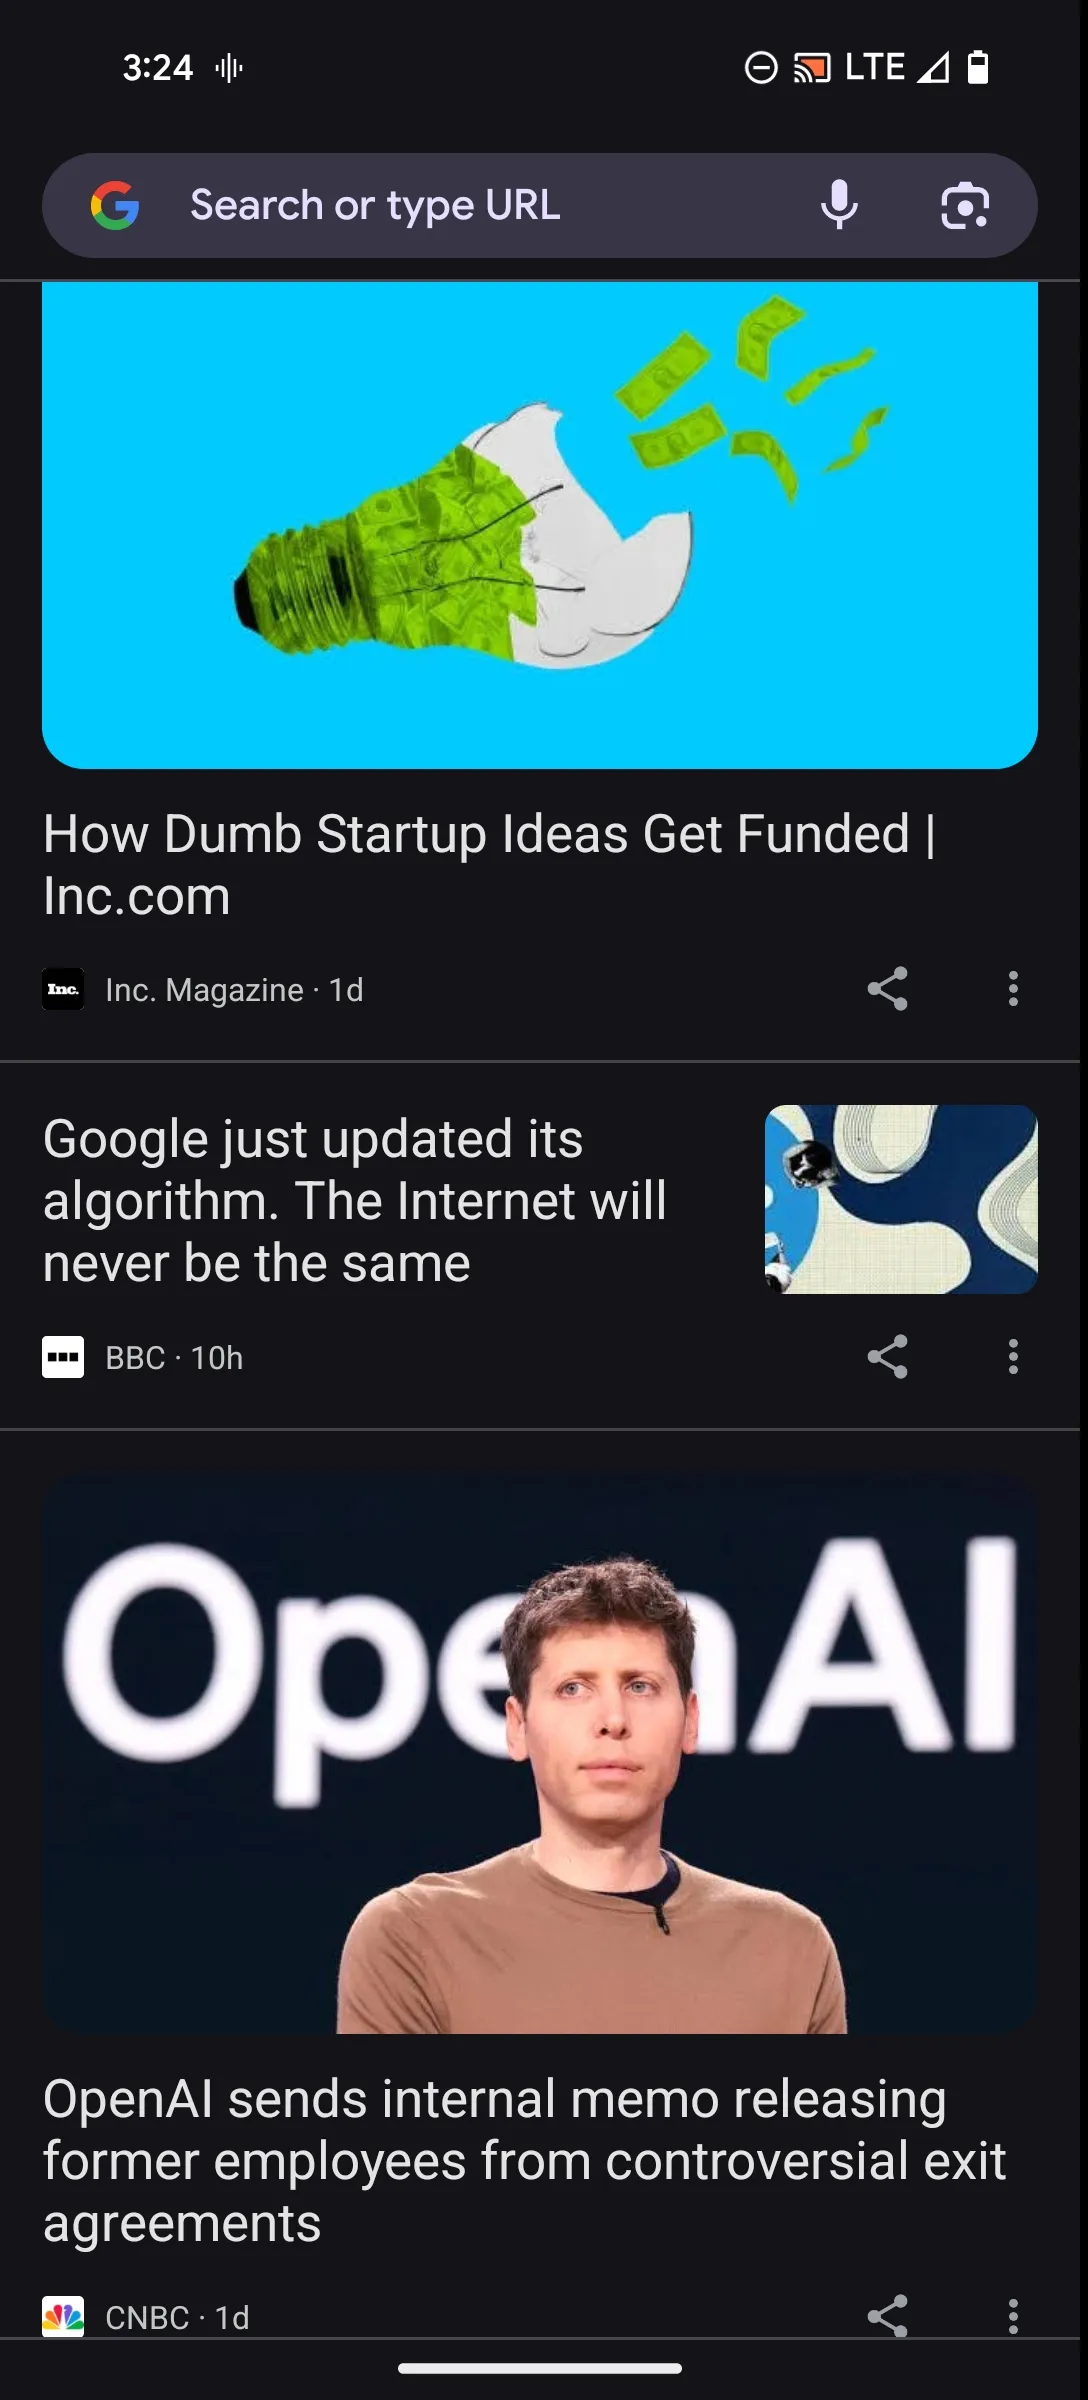 3:24 LTE
Search or type URL
How Dumb Startup Ideas Get Funded |
Inc.com
Inc. Inc. Magazine · 1d
Google just updated its
algorithm. The Internet will
never be the same
BBC · 10h
OpenAI
OpenAI sends internal memo releasing
former employees from controversial exit
agreements
CNBC · 1d